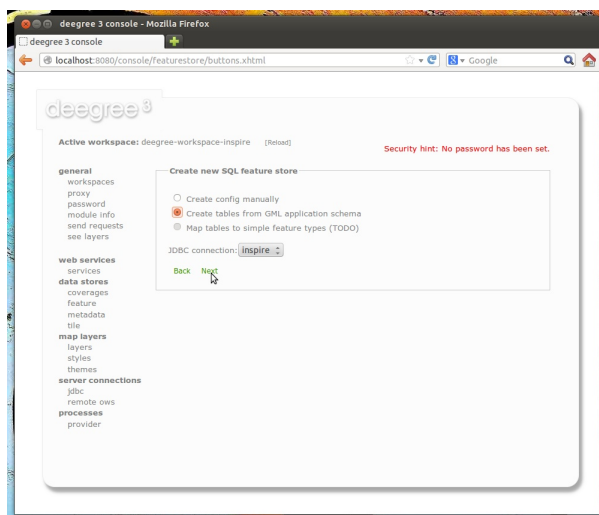 deegree 3 console - Mozilla Firefox
deegree 3 console
localhost:8080/console/featurestore/buttons.xhtml
Google
deegree 3
Active workspace: deegree-workspace-inspire [Reload]
Security hint: No password has been set.
general
workspaces
proxy
password
module info
send requests
see layers
web services
services
data stores
coverages
feature
metadata
tile
map layers
layers
styles
themes
server connections
jdbc
remote ows
processes
provider
Create new SQL feature store
Create config manually
Create tables from GML application schema
Map tables to simple feature types (TODO)
JDBC connection: inspire
Back Next